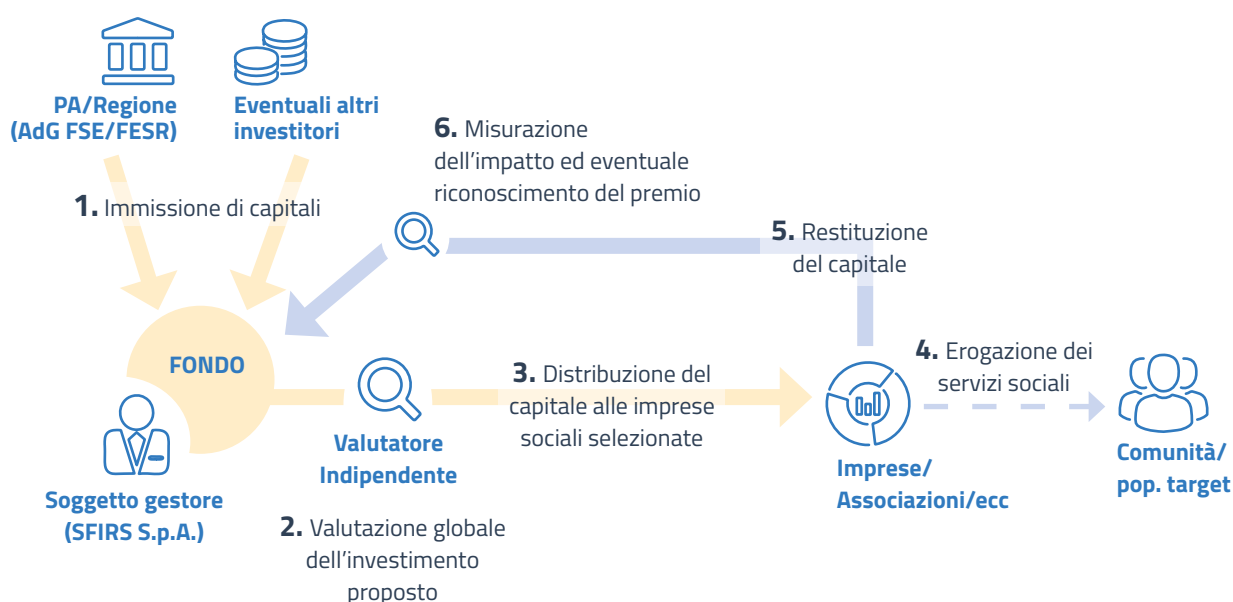 PA/Regione
(AdG FSE/FESR)
Eventuali altri
investitori
1. Immissione di capitali
6. Misurazione
dell'impatto ed eventuale
riconoscimento del premio
5. Restituzione
del capitale
FONDO
Soggetto gestore
(SFIRS S.p.A.)
Valutatore
Indipendente
2. Valutazione globale
dell'investimento
proposto
3. Distribuzione del
capitale alle imprese
sociali selezionate
Imprese/
Associazioni/ecc
4. Erogazione dei
servizi sociali
Comunità/
pop. target